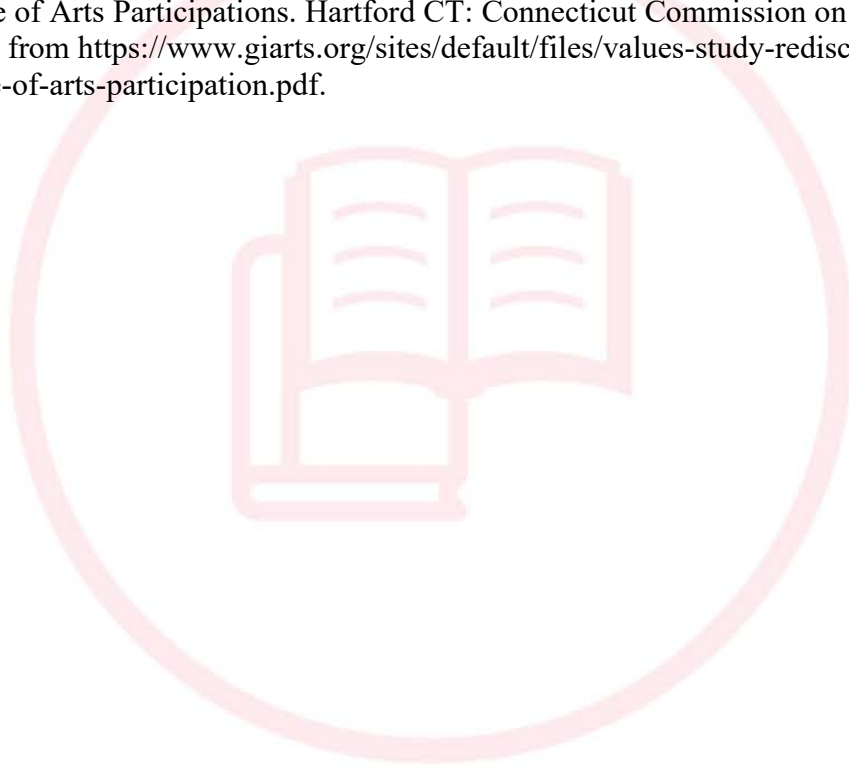 e of Arts Participations. Hartford CT: Connecticut Commission on
from https://www.giarts.org/sites/default/files/values-study-redisc
e-of-arts-participation.pdf.